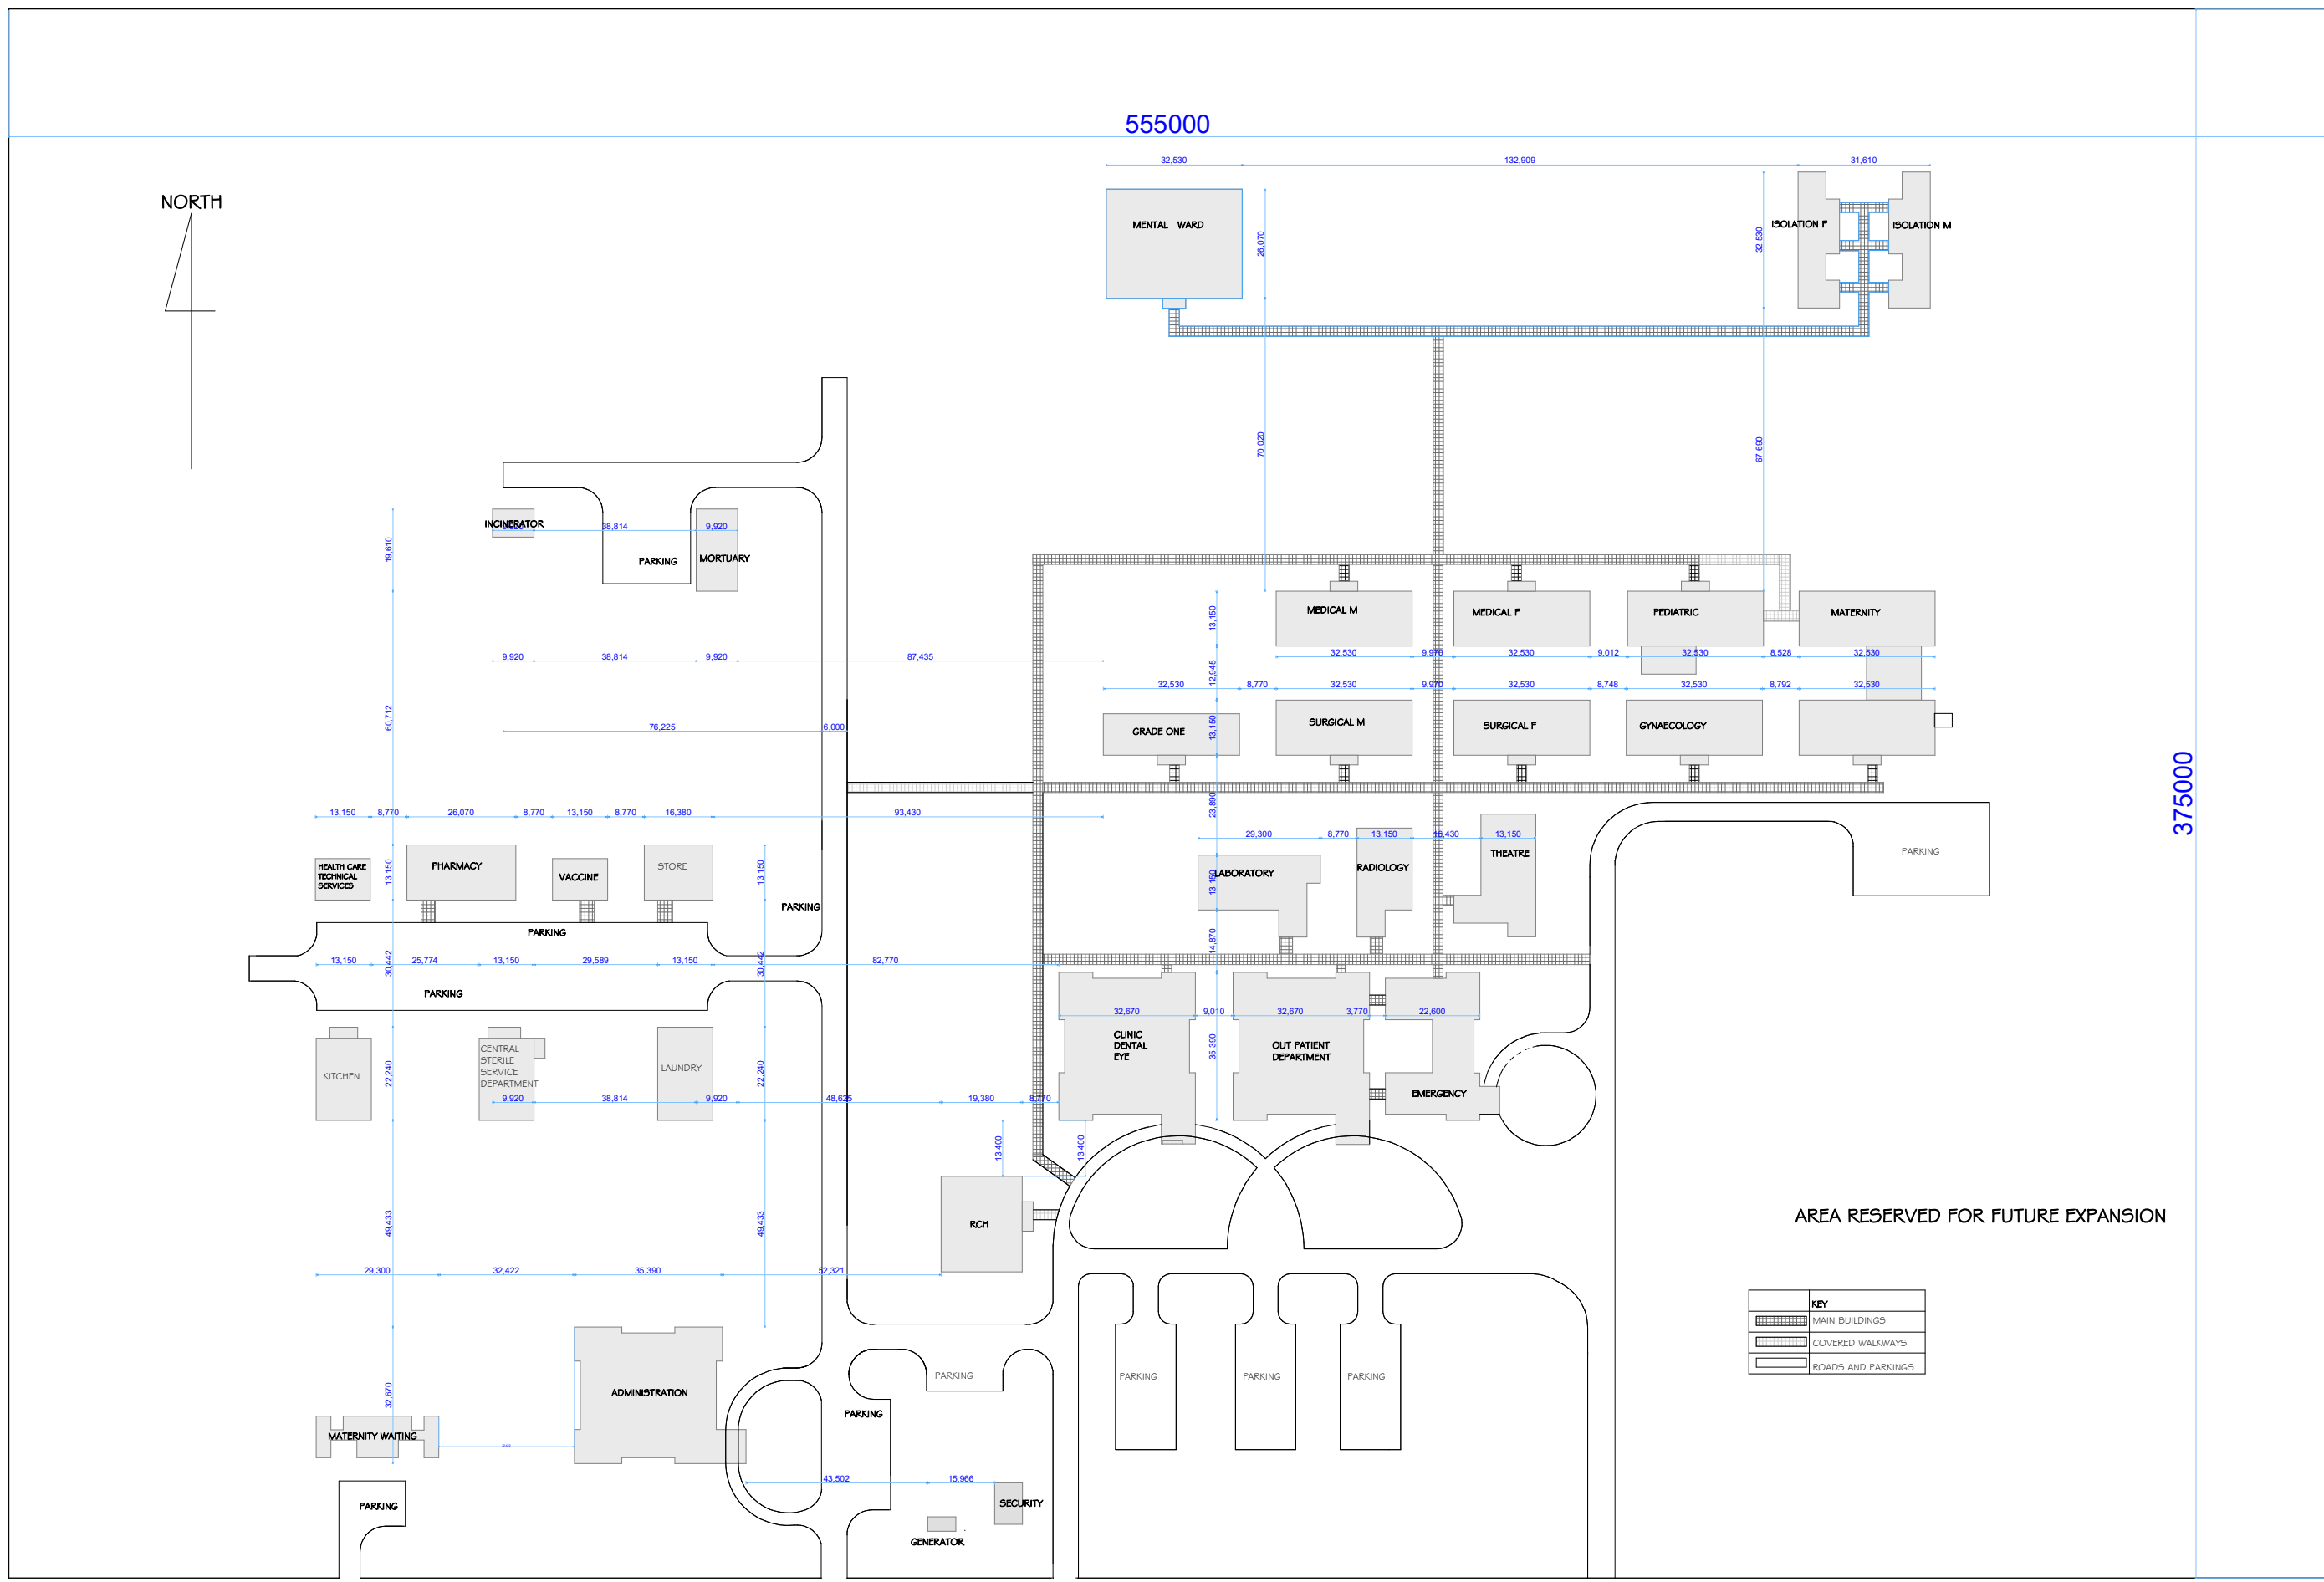 555000
32,530
132,909
31,610
NORTH
MENTAL WARD
ISOLATION F
ISOLATION M
26,070
32,530
70,020
67,690
INCINERATOR
38,814
9,920
PARKING
MORTUARY
19,610
MEDICAL M
MEDICAL F
PEDIATRIC
MATERNITY
13,150
9,920
38,814
9,920
87,435
32,530
9,970
32,530
9,012
32,530
8,528
32,530
12,945
32,530
8,770
32,530
9,970
32,530
8,748
32,530
8,792
32,530
60,712
76,225
6,000
GRADE ONE
SURGICAL M
SURGICAL F
GYNAECOLOGY
13,150
375000
13,150
8,770
26,070
8,770
13,150
8,770
16,380
93,430
23,890
29,300
8,770
13,150
16,430
13,150
HEALTH CARE
TECHNICAL
SERVICES
PHARMACY
VACCINE
STORE
13,150
13,150
LABORATORY
13,150
RADIOLOGY
THEATRE
PARKING
PARKING
PARKING
13,150
25,774
13,150
29,589
13,150
82,770
30,442
30,442
14,870
PARKING
32,670
9,010
32,670
3,770
22,600
CLINIC
DENTAL
EYE
35,390
OUT PATIENT
DEPARTMENT
EMERGENCY
KITCHEN
22,240
CENTRAL
STERILE
SERVICE
DEPARTMENT
LAUNDRY
22,240
9,920
38,814
9,920
48,625
19,380
8,770
13,400
13,400
49,433
49,433
RCH
AREA RESERVED FOR FUTURE EXPANSION
29,300
32,422
35,390
52,321
KEY
MAIN BUILDINGS
COVERED WALKWAYS
ROADS AND PARKINGS
32,670
ADMINISTRATION
PARKING
PARKING
PARKING
PARKING
PARKING
MATERNITY WAITING
43,502
15,966
PARKING
SECURITY
GENERATOR